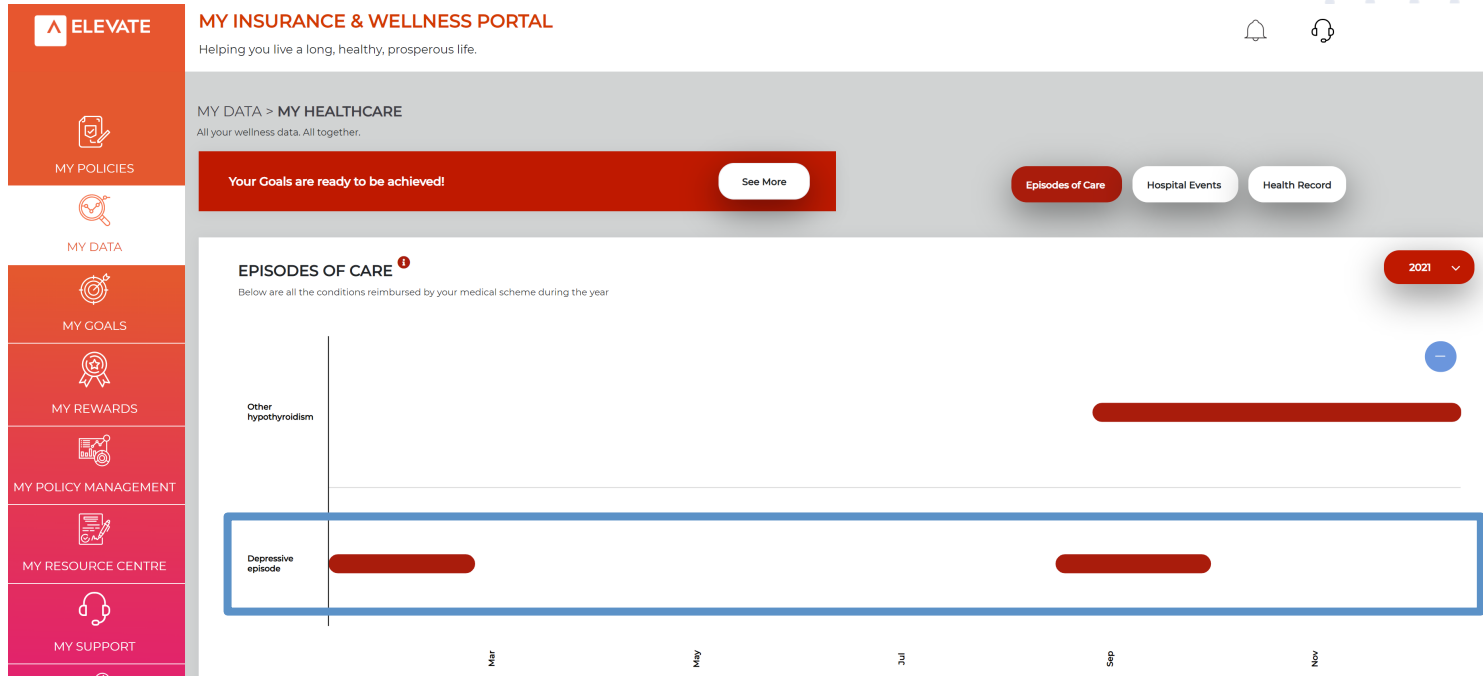 ELEVATE
MY INSURANCE & WELLNESS PORTAL
Helping you live a long, healthy, prosperous life.
MY POLICIES
MY DATA
MY GOALS
MY REWARDS
MY POLICY MANAGEMENT
MY RESOURCE CENTRE
MY SUPPORT
MY DATA > MY HEALTHCARE
All your wellness data. All together.
Your Goals are ready to be achieved!
See More
Episodes of Care
Hospital Events
Health Record
EPISODES OF CARE
Below are all the conditions reimbursed by your medical scheme during the year
2021
Other
hypothyroidism
Depressive
episode
Mar
May
Jul
Sep
Nov